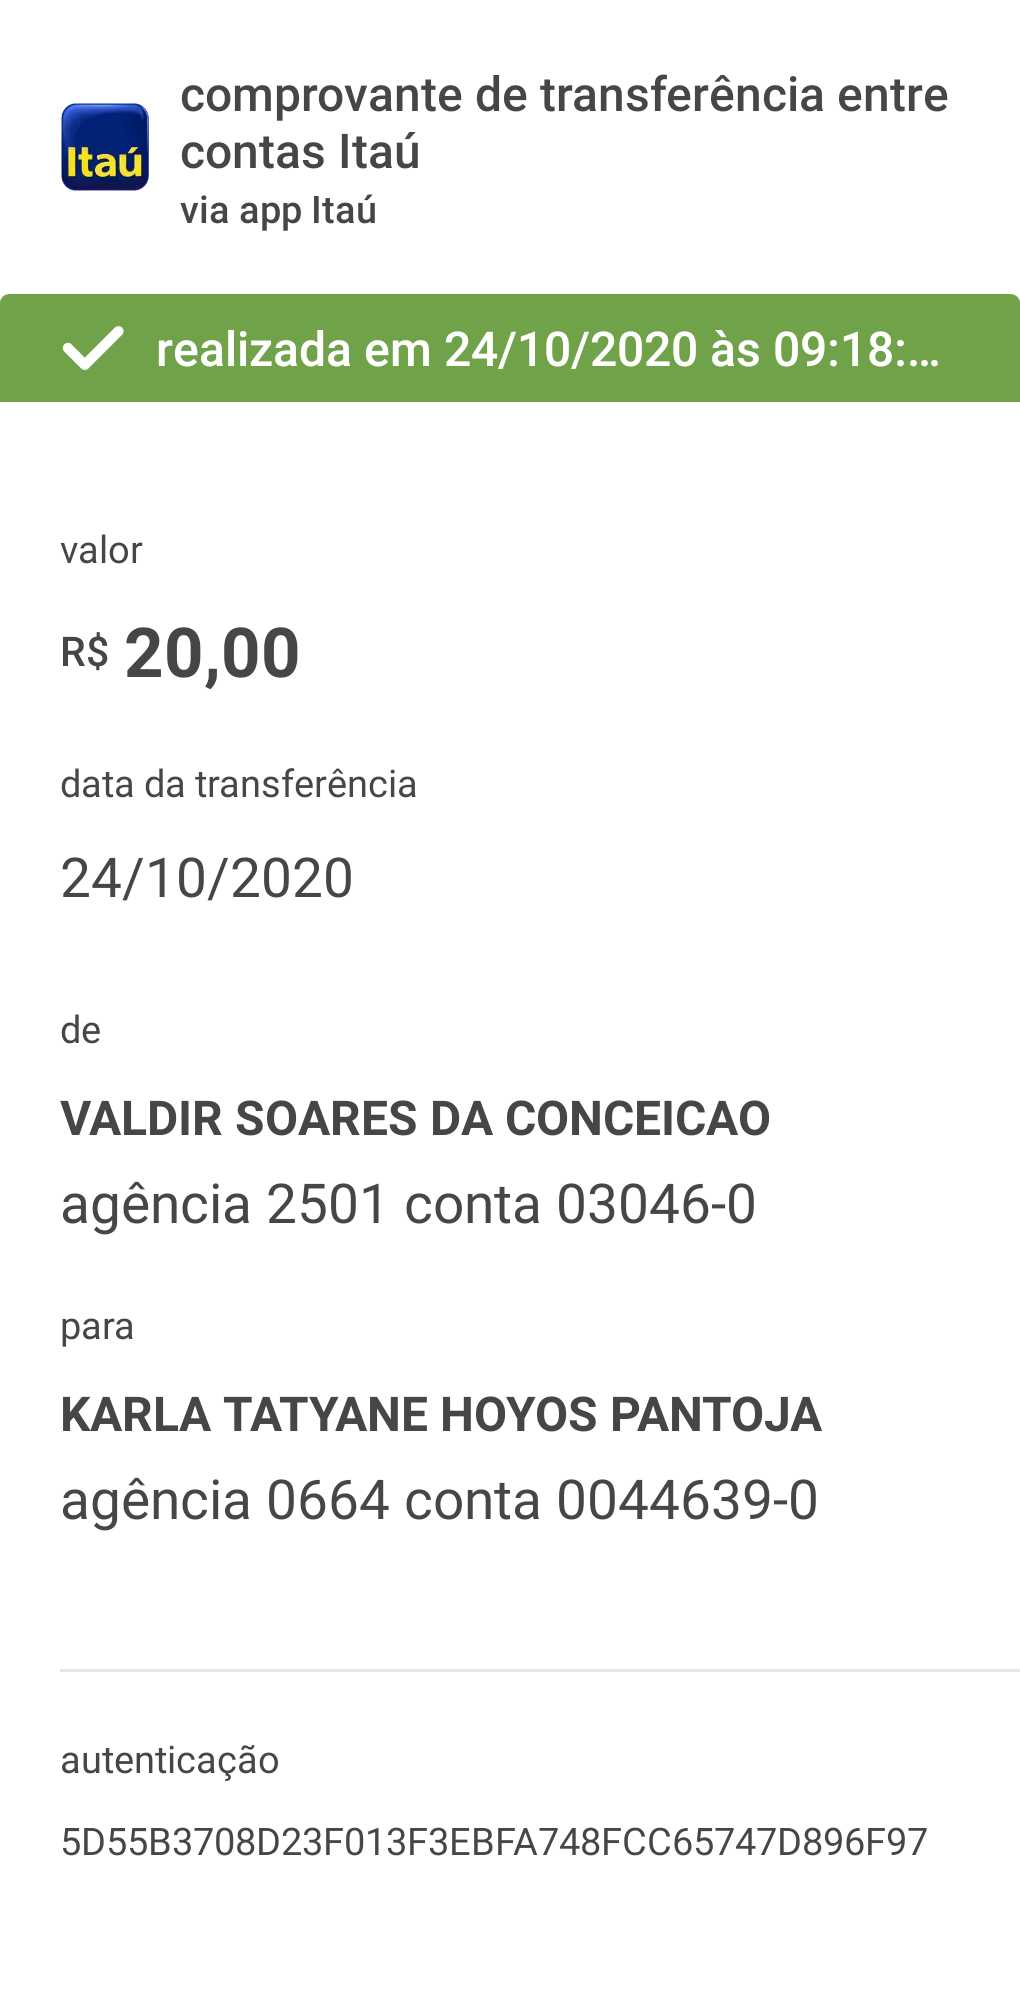 Itaú
comprovante de transferência entre
contas Itaú
via app Itaú
realizada em 24/10/2020 às 09:18:...
valor
R$ 20,00
data da transferência
24/10/2020
de
VALDIR SOARES DA CONCEICAO
agência 2501 conta 03046-0
para
KARLA TATYANE HOYOS PANTOJA
agência 0664 conta 0044639-0
autenticação
5D55B3708D23F013F3EBFA748FCC65747D896F97